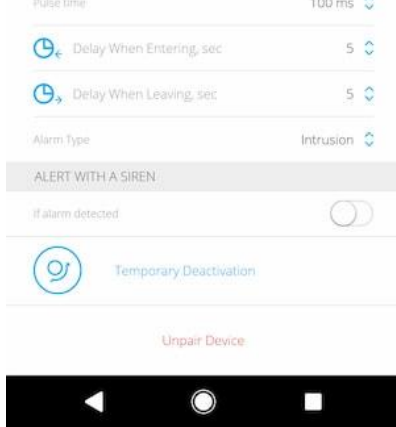 Pulse time 100 ms
Delay When Entering, sec 5
Delay When Leaving, sec 5
Alarm Type Intrusion
ALERT WITH A SIREN
If alarm detected
Temporary Deactivation
Unpair Device